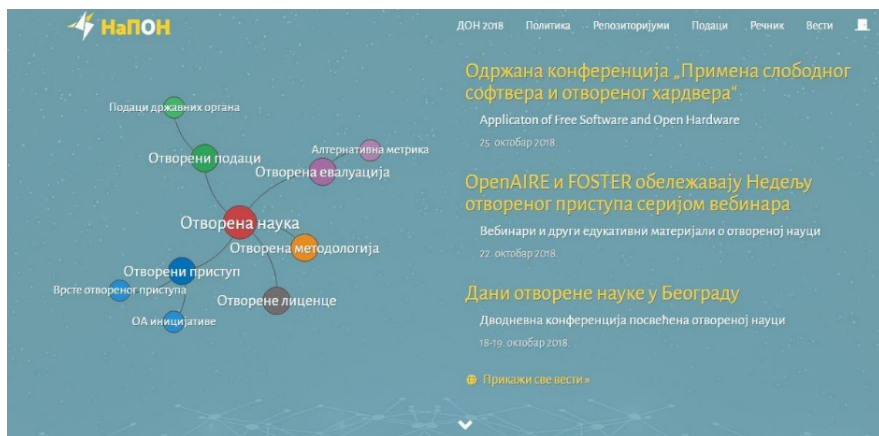 НаПОН
ДОН 2018 Политика Репозиторијуми Подаци Речник Вести
Подаци државних органа
Отворени подаци
Алтернативна метрика
Отворена евалуација
Отворена наука
Отворена методологија
Отворени приступ
Врсте отвореног приступа
Отворене лиценце
ОА иницијативе
Одржана конференција „Примена слободног
софтвера и отвореног хардвера“
Applicaton of Free Software and Open Hardware
25. октобар 2018.
OpenAIRE и FOSTER обележавају Недељу
отвореног приступа серијом вебинара
Вебинари и други едукативни материјали о отвореној науци
22. октобар 2018.
Дани отворене науке у Београду
Дводневна конференција посвећена отвореној науци
18-19. октобар 2018.
Прикажи све вести »